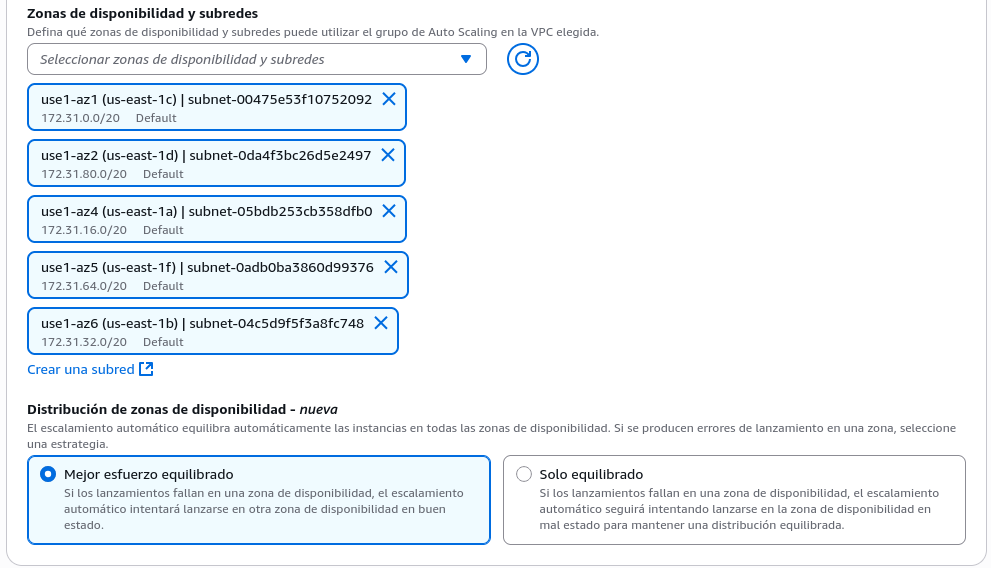 Zonas de disponibilidad y subredes
Defina qué zonas de disponibilidad y subredes puede utilizar el grupo de Auto Scaling en la VPC elegida.
Seleccionar zonas de disponibilidad y subredes
use1-az1 (us-east-1c) | subnet-00475e53f10752092
172.31.0.0/20 Default
use1-az2 (us-east-1d) | subnet-0da4f3bc26d5e2497
172.31.80.0/20 Default
use1-az4 (us-east-1a) | subnet-05bdb253cb358dfb0
172.31.16.0/20 Default
use1-az5 (us-east-1f) | subnet-0adb0ba3860d99376
172.31.64.0/20 Default
use1-az6 (us-east-1b) | subnet-04c5d9f5f3a8fc748
172.31.32.0/20 Default
Crear una subred
Distribución de zonas de disponibilidad - nueva
El escalamiento automático equilibra automáticamente las instancias en todas las zonas de disponibilidad. Si se producen errores de lanzamiento en una zona, seleccione
una estrategia.
Mejor esfuerzo equilibrado
Si los lanzamientos fallan en una zona de disponibilidad, el escalamiento
automático intentará lanzarse en otra zona de disponibilidad en buen
estado.
Solo equilibrado
Si los lanzamientos fallan en una zona de disponibilidad, el escalamiento
automático seguirá intentando lanzarse en la zona de disponibilidad en
mal estado para mantener una distribución equilibrada.